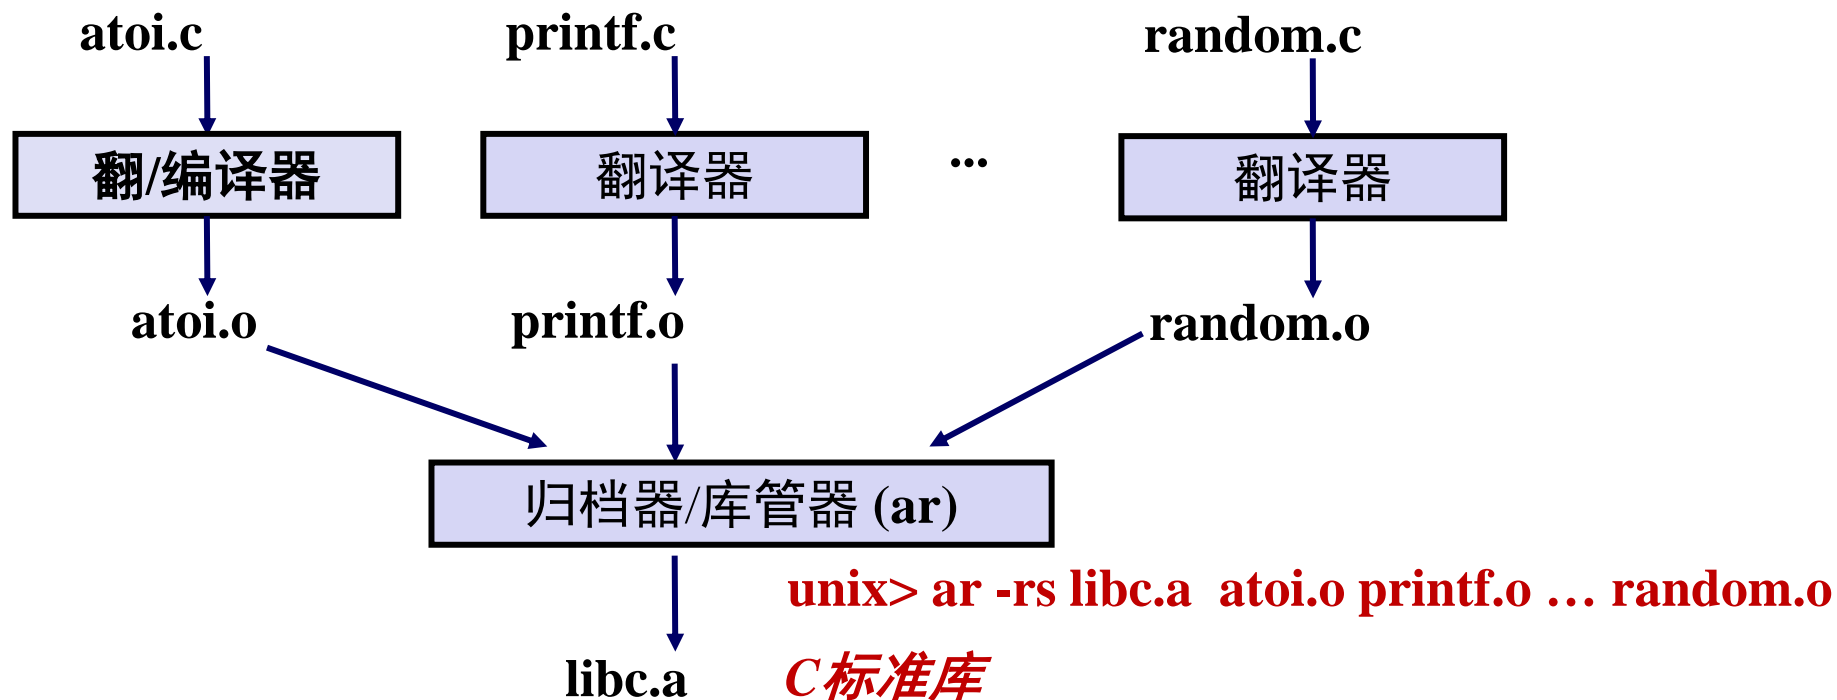 atoi.c printf.c random.c
翻/编译器 翻译器 ... 翻译器
atoi.o printf.o random.o
归档器/库管器 (ar)
unix> ar -rs libc.a atoi.o printf.o … random.o
libc.a C标准库